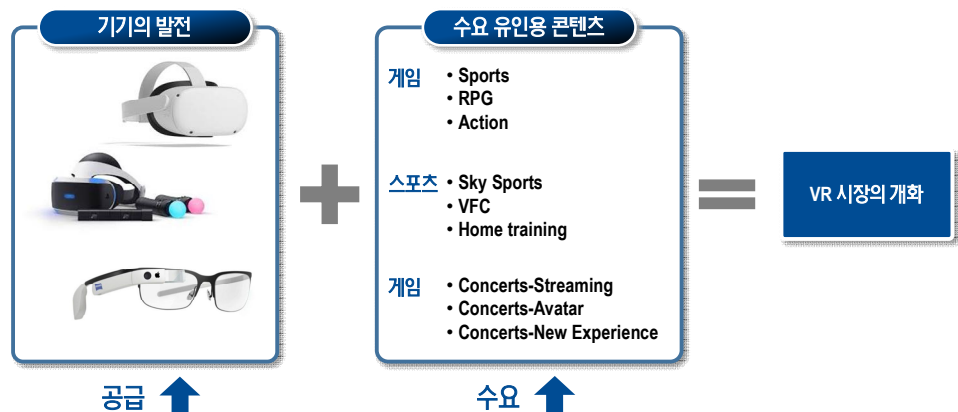 기기의 발전
수요 유인용 콘텐츠
게임
• Sports
• RPG
• Action
스포츠
• Sky Sports
• VFC
• Home training
게임
• Concerts-Streaming
• Concerts-Avatar
• Concerts-New Experience
VR 시장의 개화
공급
수요